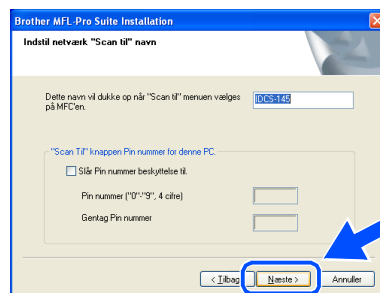 Brother MFL-Pro Suite Installation
Indstil netværk "Scan til" navn
Dette navn vil dukke op når "Scan til" menuen vælges
på MFC'en.
IDCS-145
"Scan Til" knappen Pin nummer for denne PC.
Slår Pin nummer beskyttelse til.
Pin nummer ("0"-"9", 4 cifre)
Gentag Pin nummer
< Tilbag
Næste >
Annuller